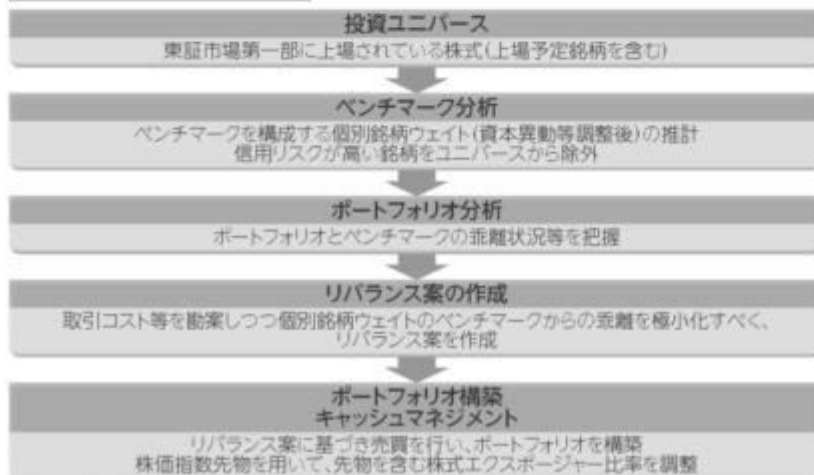 投資ユニバース
東証市場第一部に上場されている株式(上場予定銘柄を含む)
ベンチマーク分析
ベンチマークを構成する個別銘柄ウェイト(資本異動等調整後)の推計
信用リスクが高い銘柄をユニバースから除外
ポートフォリオ分析
ポートフォリオとベンチマークの乖離状況等を把握
リバランス案の作成
取引コスト等を勘案しつつ個別銘柄ウェイトのベンチマークからの乖離を極小化すべく、
リバランス案を作成
ポートフォリオ構築
キャッシュマネジメント
リバランス案に基づき売買を行い、ポートフォリオを構築
株価指数先物を用いて、先物を含む株式エクスポージャー比率を調整